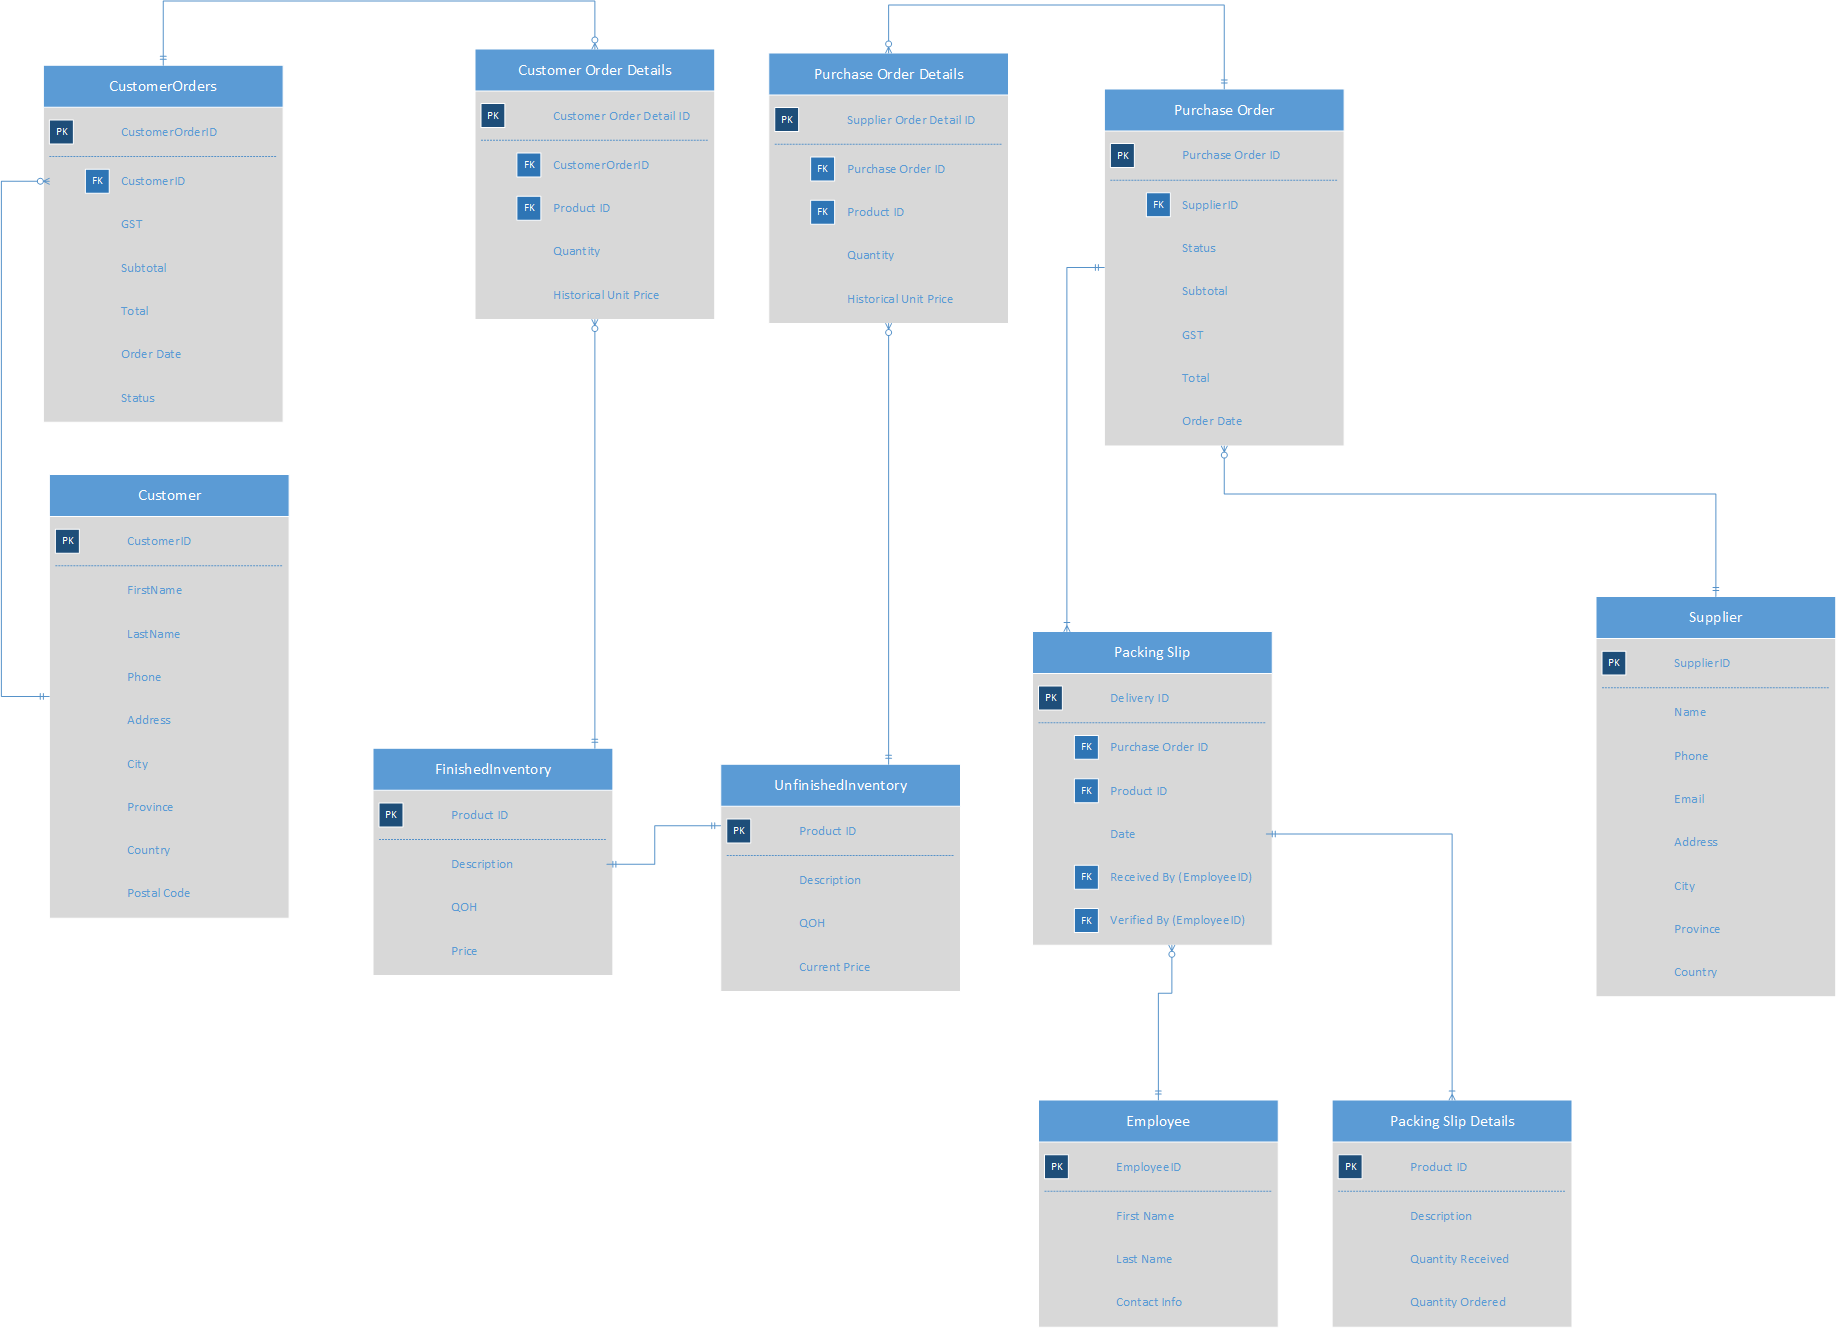 CustomerOrders
PK CustomerOrderID
FK CustomerID
GST
Subtotal
Total
Order Date
Status
Customer Order Details
PK Customer Order Detail ID
FK CustomerOrderID
FK Product ID
Quantity
Historical Unit Price
Purchase Order Details
PK Supplier Order Detail ID
FK Purchase Order ID
FK Product ID
Quantity
Historical Unit Price
Purchase Order
PK Purchase Order ID
FK SupplierID
Status
Subtotal
GST
Total
Order Date
Customer
PK CustomerID
FirstName
LastName
Phone
Address
City
Province
Country
Postal Code
FinishedInventory
PK Product ID
Description
QOH
Price
UnfinishedInventory
PK Product ID
Description
QOH
Current Price
Packing Slip
PK Delivery ID
FK Purchase Order ID
FK Product ID
Date
FK Received By (EmployeeID)
FK Verified By (EmployeeID)
Supplier
PK SupplierID
Name
Phone
Email
Address
City
Province
Country
Employee
PK EmployeeID
First Name
Last Name
Contact Info
Packing Slip Details
PK Product ID
Description
Quantity Received
Quantity Ordered